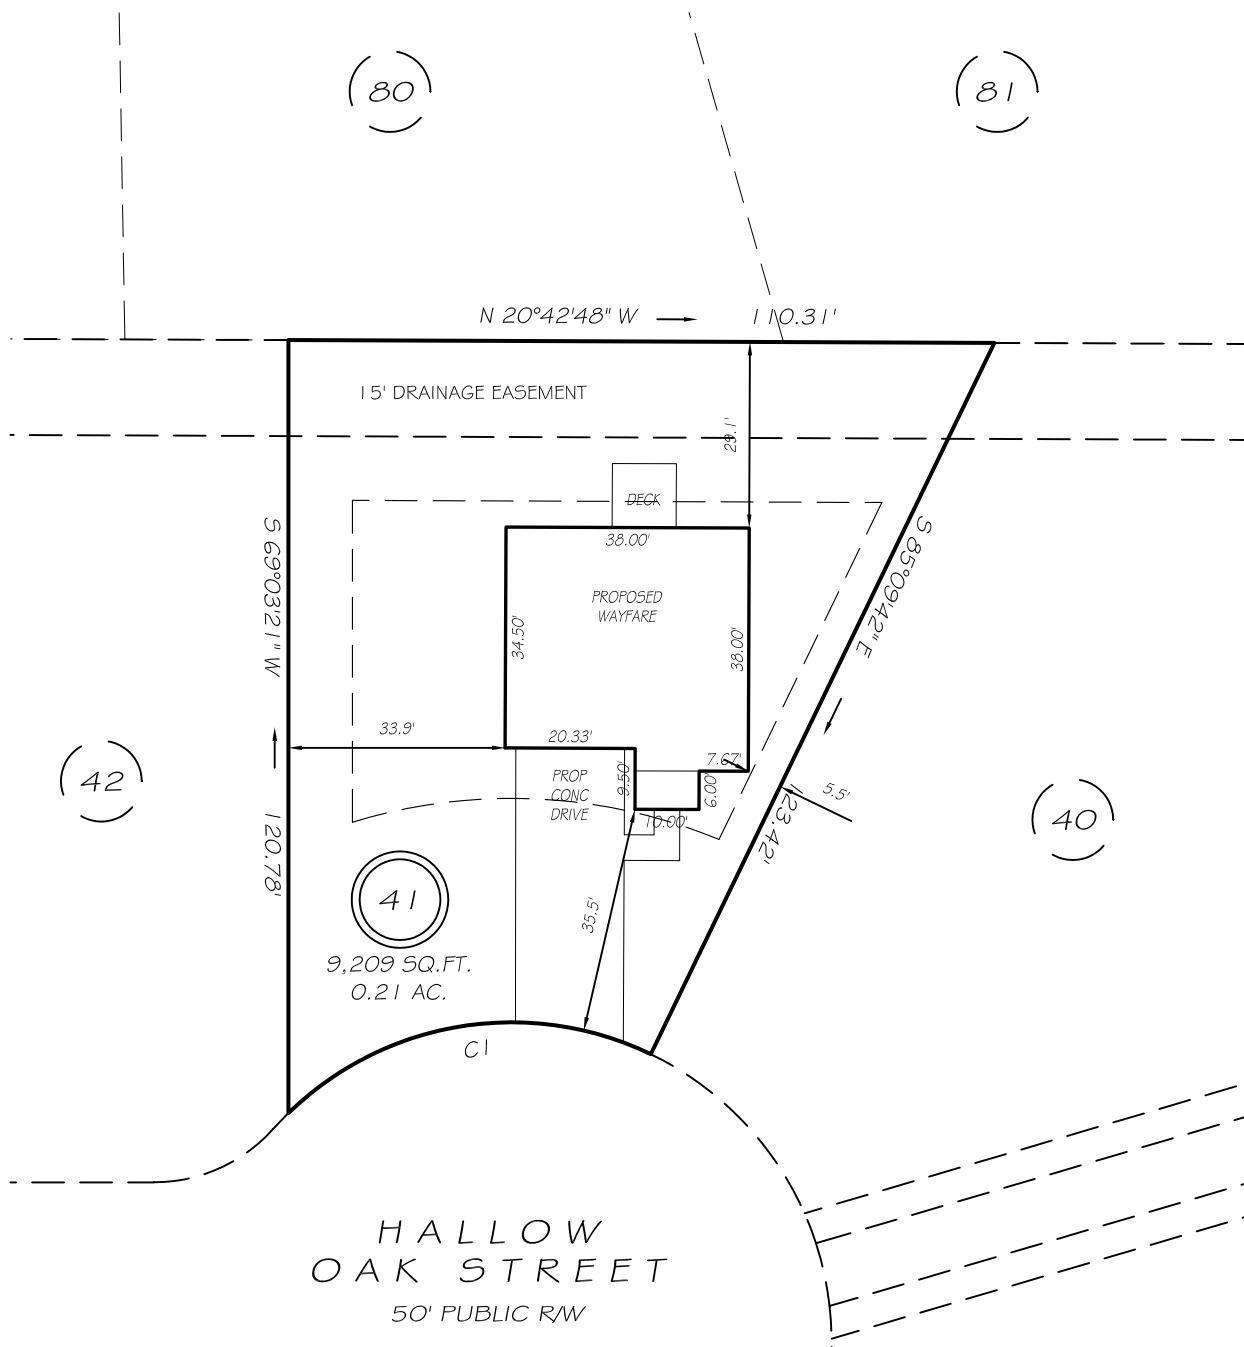 80
81
N 20°42'48" W
110.31'
15' DRAINAGE EASEMENT
29.1'
DECK
38.00'
S 69°03'21" W
S 85°09'42" E
PROPOSED
WAYFARE
34.50'
38.00'
33.9'
20.33'
7.67'
42
PROP
CONC
DRIVE
9.50'
6.00'
10.00'
5.5'
40
120.78'
123.42'
41
35.5'
9,209 SQ.FT.
0.21 AC.
C1
HALLOW
OAK STREET
50' PUBLIC R/W